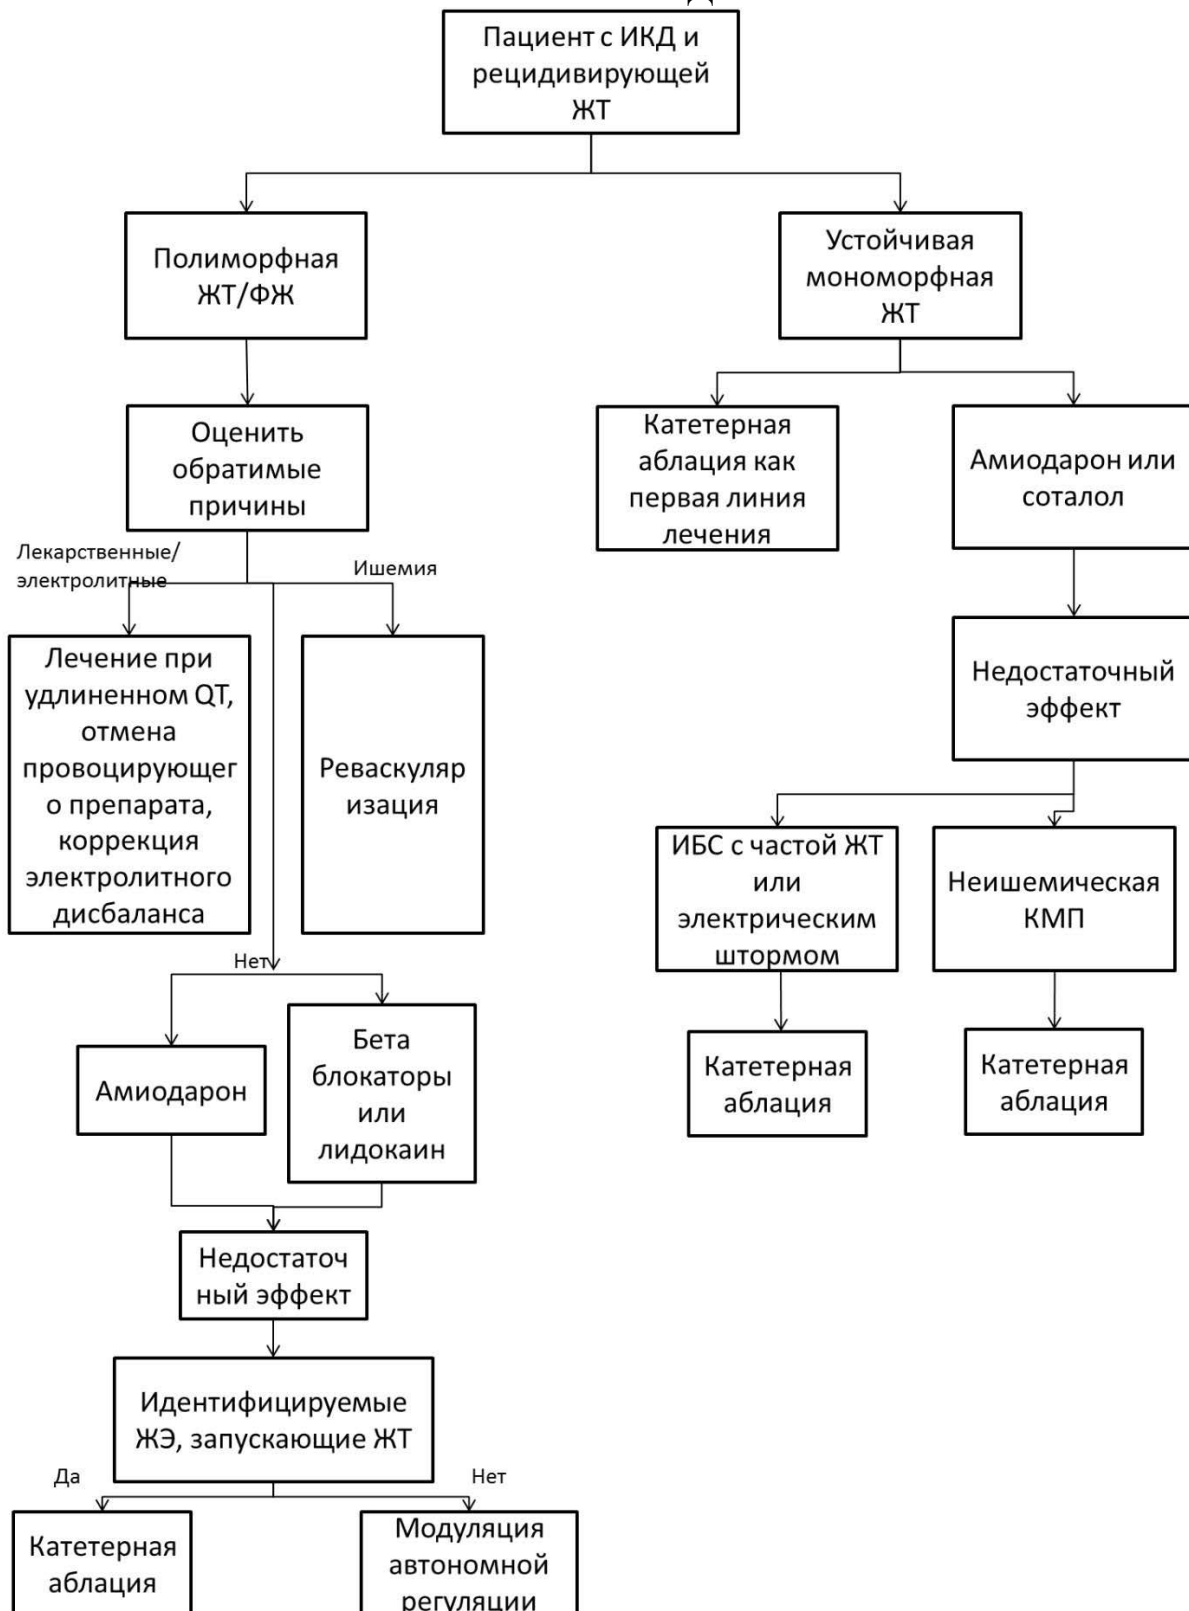 Пациент с ИКД и
рецидивирующей
ЖТ
Полиморфная
ЖТ/ФЖ
Устойчивая
мономорфная
ЖТ
Оценить
обратимые
причины
Катетерная
аблация как
первая линия
лечения
Амиодарон или
соталол
Лекарственные/
электролитные
Ишемия
Лечение при
удлиненном QT,
отмена
провоцирующег
о препарата,
коррекция
электролитного
дисбаланса
Реваскуляр
изация
Недостаточный
эффект
ИБС с частой ЖТ
или
электрическим
штормом
Неишемическая
КМП
Нет
Амиодарон
Бета
блокаторы
или
лидокаин
Катетерная
аблация
Катетерная
аблация
Недостаточ
ный эффект
Идентифицируемые
ЖЭ, запускающие ЖТ
Да
Нет
Катетерная
аблация
Модуляция
автономной
регуляции